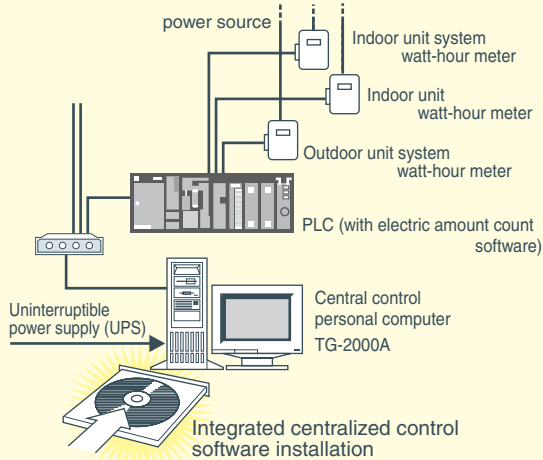 power source
Indoor unit system
watt-hour meter
Indoor unit
watt-hour meter
Outdoor unit system
watt-hour meter
PLC (with electric amount count
software)
Uninterruptible
power supply (UPS)
Central control
personal computer
TG-2000A
Integrated centralized control
software installation